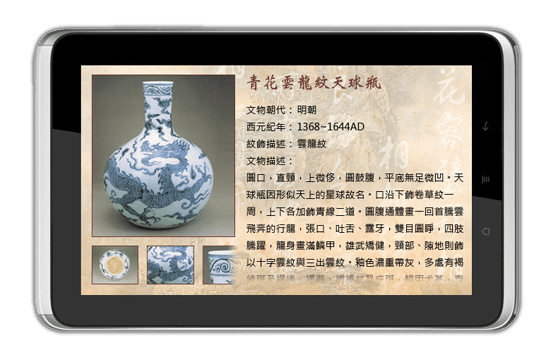 青花雲龍紋天球瓶
文物朝代：明朝
西元紀年：1368~1644AD
紋飾描述：雲龍紋
文物描述：
圓口，直頸，上微侈，圓鼓腹，平底無足微凹。天
球瓶因形似天上的星球故名。口沿下飾卷草紋一
周，上下各加飾青線二道。圓腹通體畫一回首騰雲
飛奔的行龍，張口、吐舌、露牙，雙目圓睜，四肢
騰躍，龍身畫滿鱗甲，雄武矯健，頸部、隙地則飾
以十字雲紋與三出雲紋。釉色濃重帶灰，多處有褐